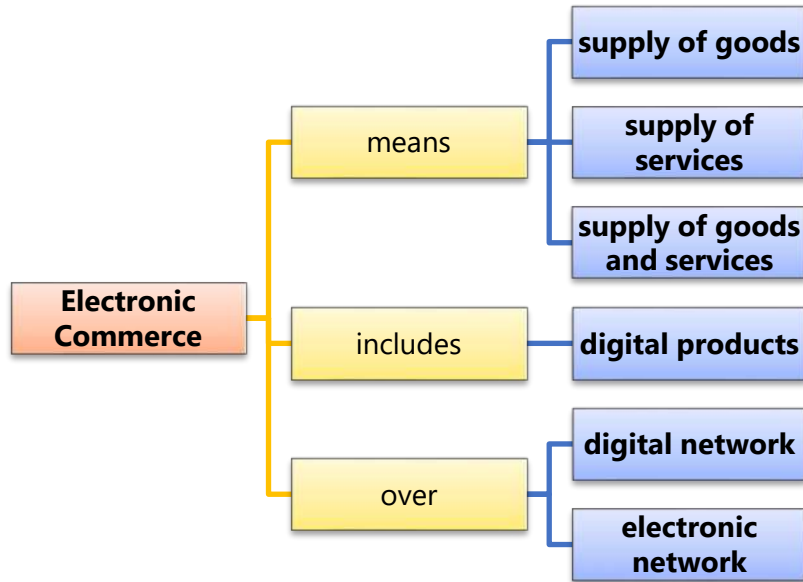 Electronic
Commerce
means
supply of goods
supply of
services
supply of goods
and services
includes
digital products
over
digital network
electronic
network